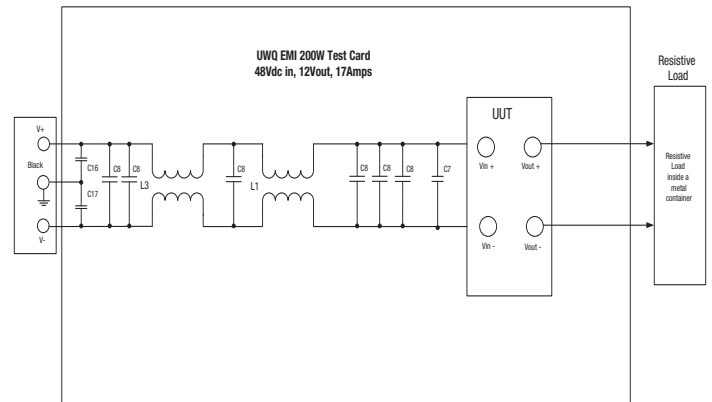 UWQ EMI 200W Test Card
48Vdc in, 12Vout, 17Amps
Resistive
Load
UUT
V+
Black
V-
C16
C17
C8
C8
L3
C8
L1
C8
C8
C8
C7
Vin +
Vout +
Vin -
Vout -
Resistive
Load
inside a
metal
container